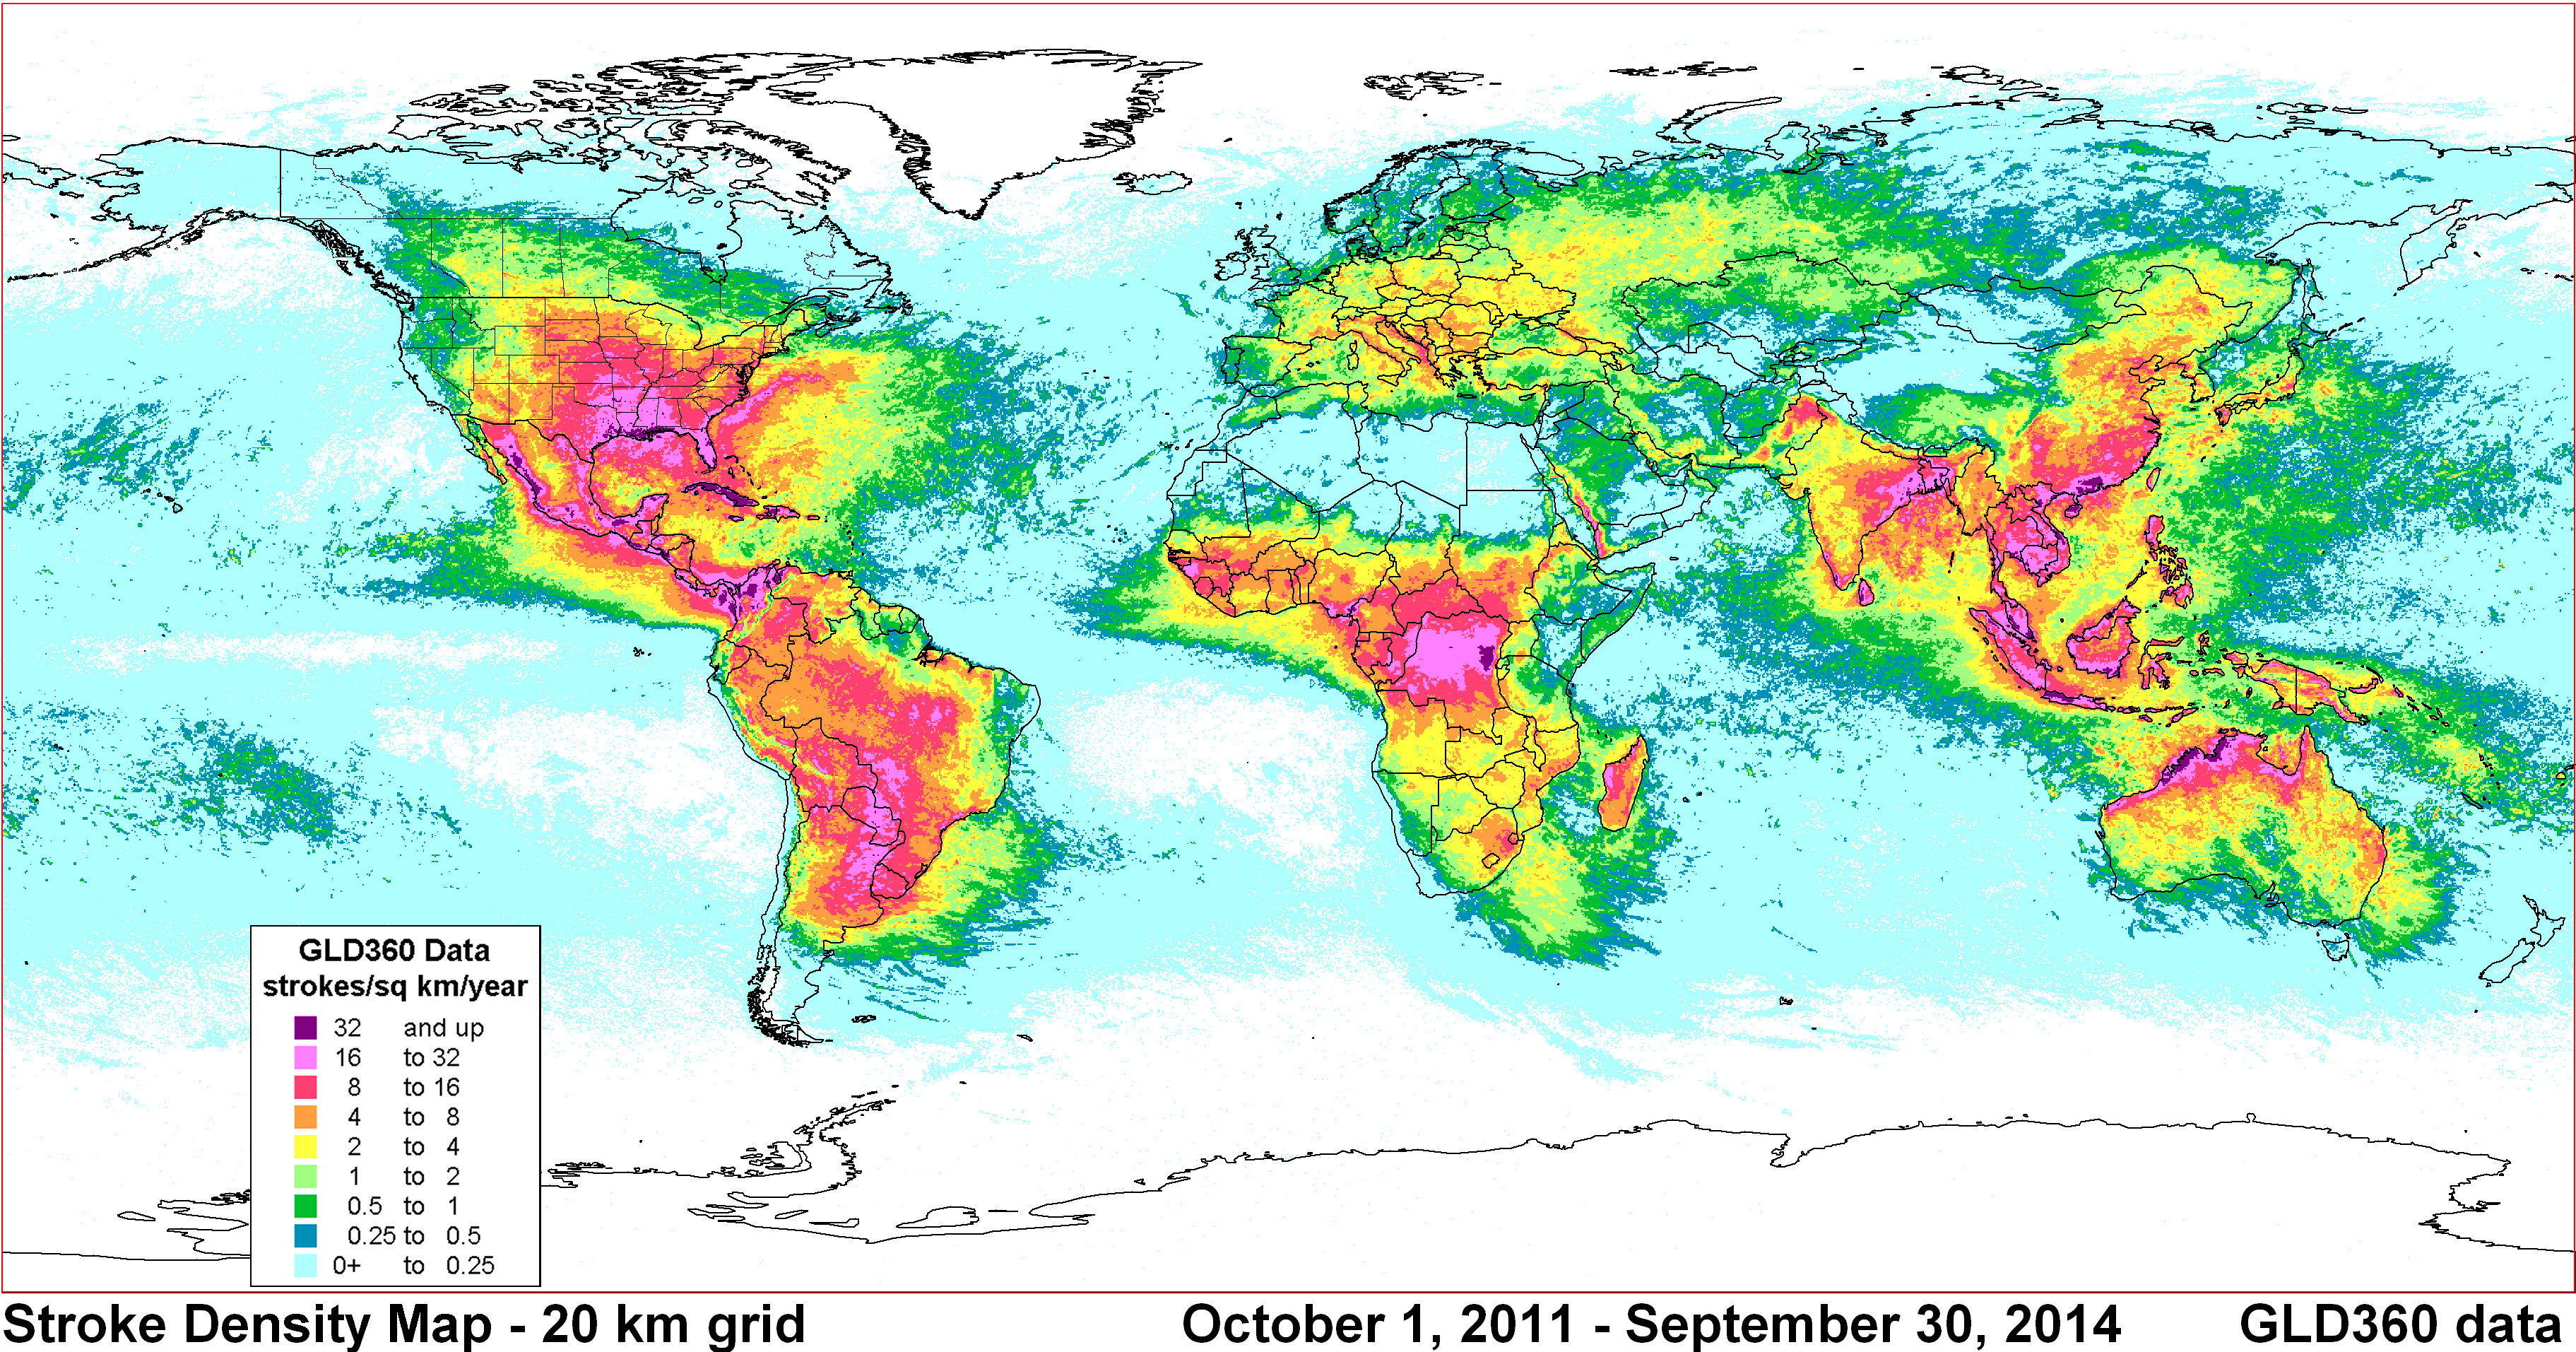 GLD360 Data
strokes/sq km/year
32 and up
16 to 32
8 to 16
4 to 8
2 to 4
1 to 2
0.5 to 1
0.25 to 0.5
0+ to 0.25
Stroke Density Map - 20 km grid October 1, 2011 - September 30, 2014 GLD360 data